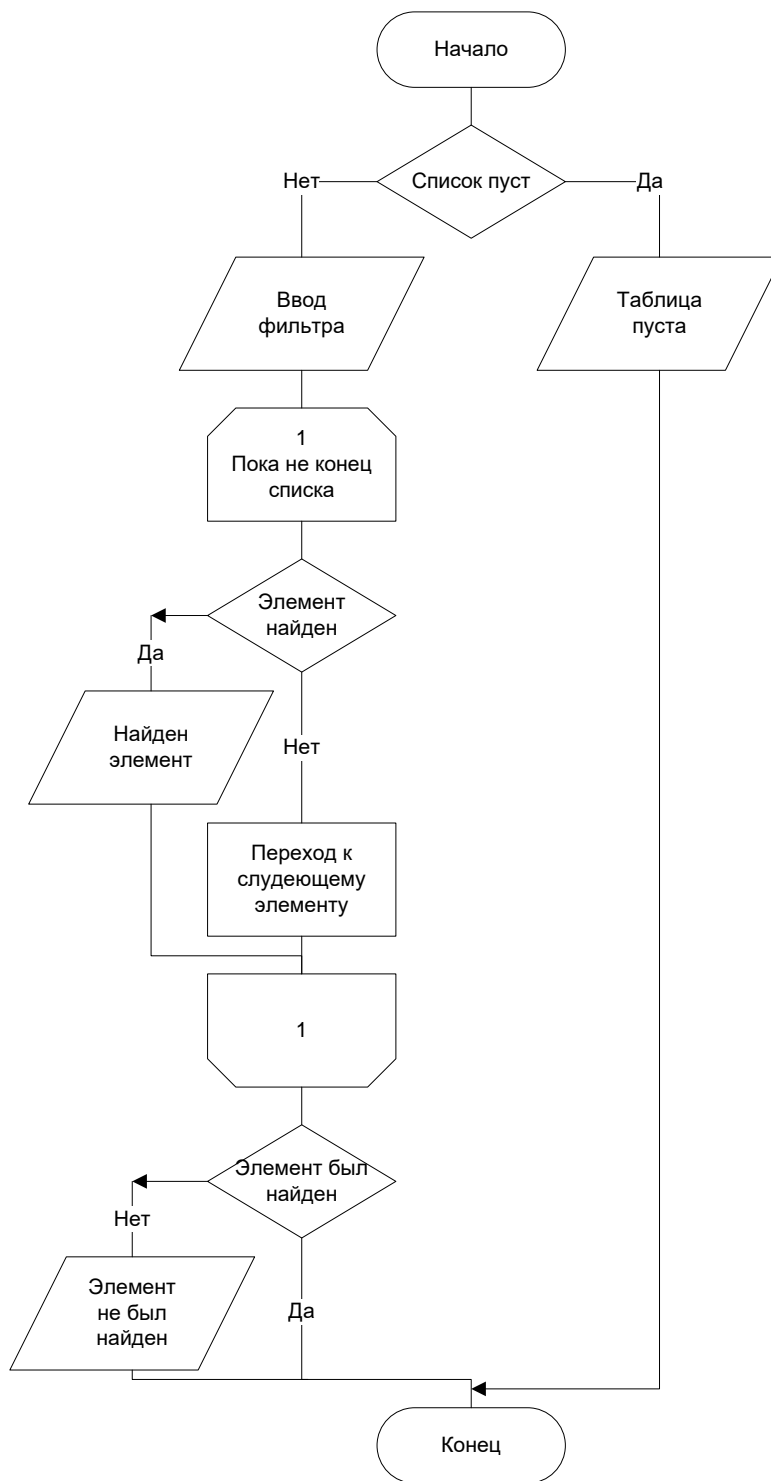 Начало
Список пуст
Нет
Да
Ввод
фильтра
Таблица
пуста
1
Пока не конец
списка
Элемент
найден
Да
Найден
элемент
Нет
Переход к
слудеющему
элементу
1
Элемент был
найден
Нет
Элемент
не был
найден
Да
Конец